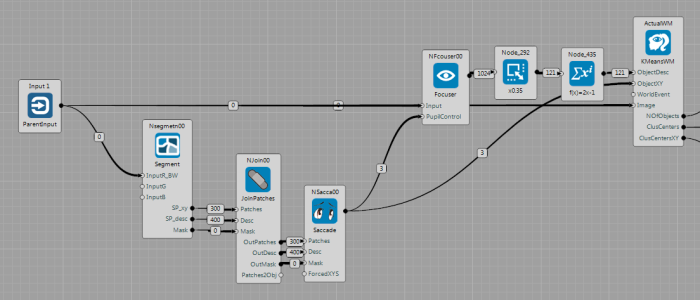 Input 1
ParentInput
0
0
0
Nsegmetn00
Segment
InputR_BW
InputG
InputB
SP_xy
SP_desc
Mask
300
400
0
NJoin00
JoinPatches
Patches
Desc
Mask
OutPatches
OutDesc
OutMask
Patches2Obj
300
400
0
NSacca00
Saccade
Patches
Desc
Mask
ForcedXYS
3
3
NFcouser00
Focuser
Input
PupilControl
1024
Node_292
x0.35
121
Node_435
Σxⁱ
f(x)=2x-1
121
ActualWM
KMeansWM
ObjectDesc
ObjectXY
WorldEvent
Image
NOfObjects
ClusCenters
ClusCentersXY